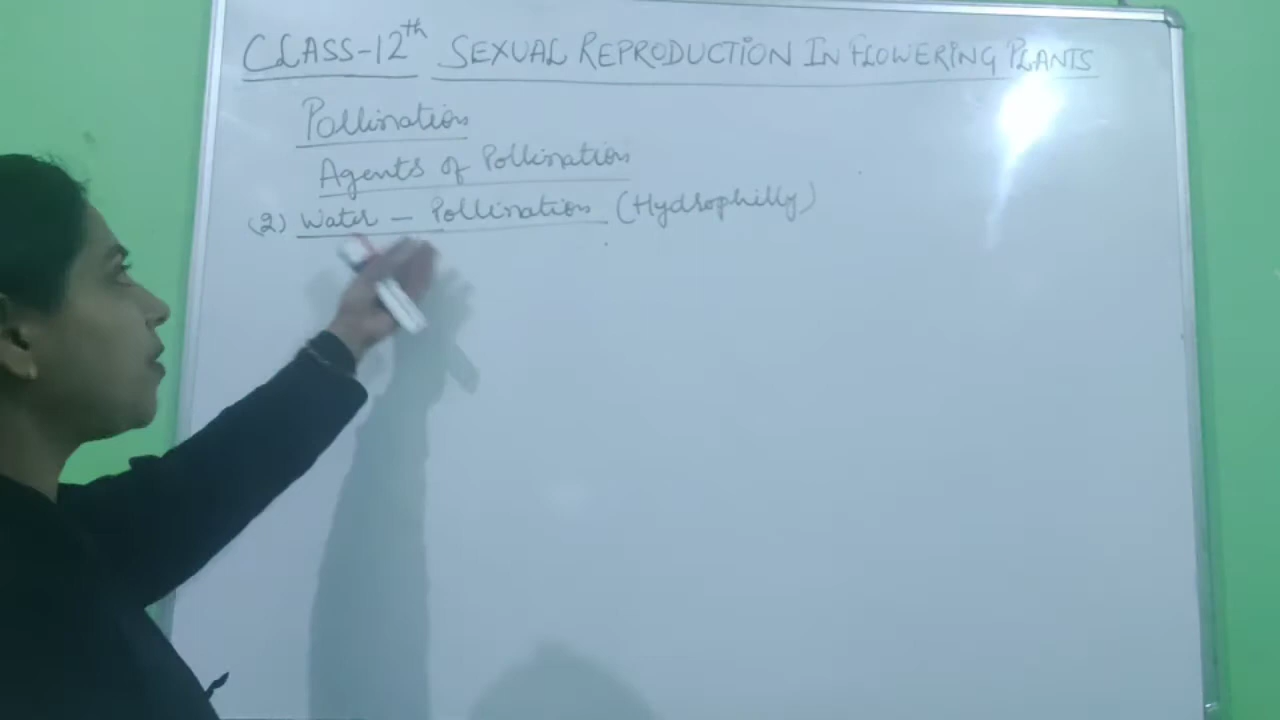 CLASS-12th SEXUAL REPRODUCTION IN FLOWERING PLANTS
Pollination
Agents of Pollination
(2) Water - Pollination (Hydrophilly)